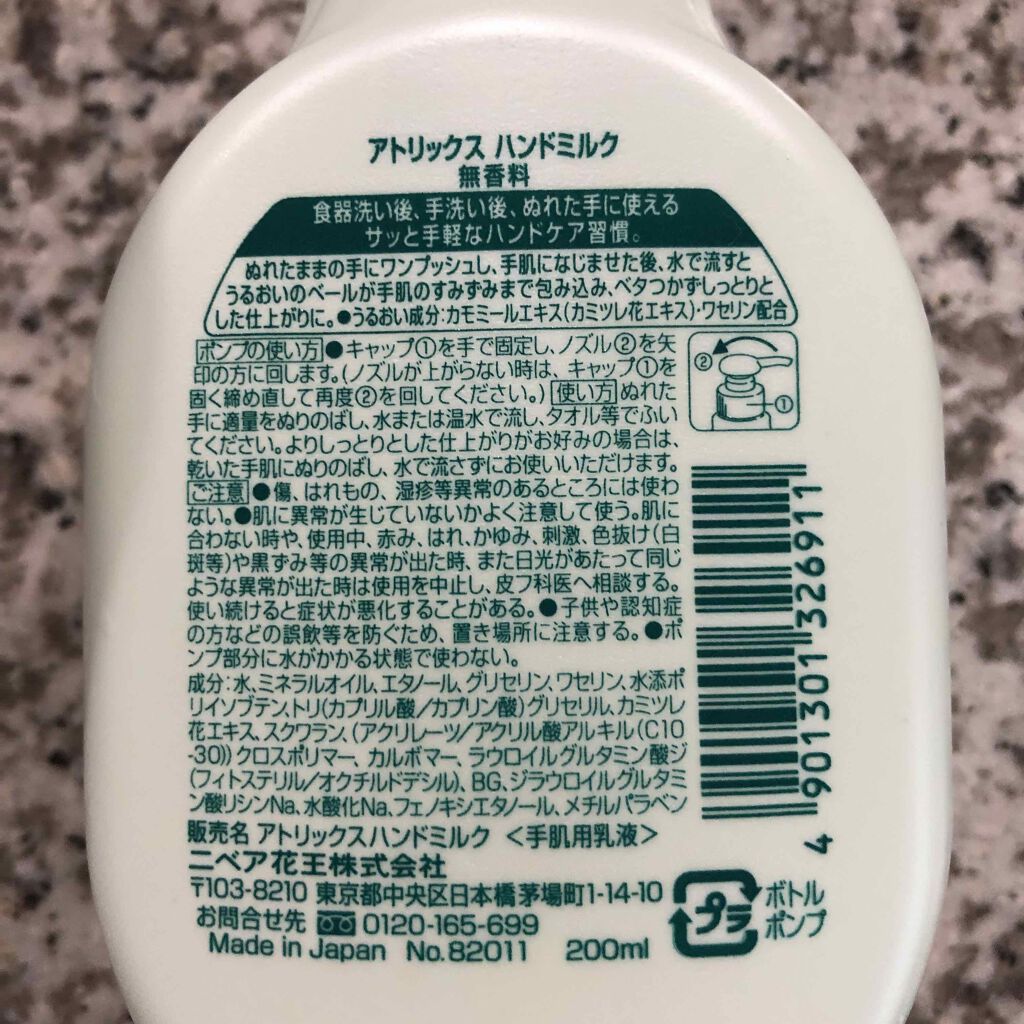 アトリックス ハンドミルク
無香料
食器洗い後、手洗い後、ぬれた手に使える
サッと手軽なハンドケア習慣。
ぬれたままの手にワンプッシュし、手肌になじませた後、水で流すと
うるおいのベールが手肌のすみずみまで包み込み、ベタつかずしっとりと
した仕上がりに。●うるおい成分:カモミールエキス(カミツレ花エキス)・ワセリン配合
ポンプの使い方 ●キャップ①を手で固定し、ノズル②を矢
印の方に回します。(ノズルが上がらない時は、キャップ①を
固く締め直して再度②を回してください。) 使い方 ぬれた
手に適量をぬりのばし、水または温水で流し、タオル等でふい
てください。よりしっとりとした仕上がりがお好みの場合は、
乾いた手肌にぬりのばし、水で流さずにお使いいただけます。
ご注意 ●傷、はれもの、湿疹等異常のあるところには使わ
ない。●肌に異常が生じていないかよく注意して使う。肌に
合わない時や、使用中、赤み、はれ、かゆみ、刺激、色抜け(白
斑等)や黒ずみ等の異常が出た時、また日光があたって同じ
ような異常が出た時は使用を中止し、皮フ科医へ相談する。
使い続けると症状が悪化することがある。●子供や認知症
の方などの誤飲等を防ぐため、置き場所に注意する。●ポ
ンプ部分に水がかかる状態で使わない。
成分:水、ミネラルオイル、エタノール、グリセリン、ワセリン、水添ポ
リイソブテン、トリ(カプリル酸/カプリン酸)グリセリル、カミツレ
花エキス、スクワラン、(アクリレーツ/アクリル酸アルキル(C10
-30))クロスポリマー、カルボマー、ラウロイルグルタミン酸ジ
(フィトステリル/オクチルドデシル)、BG、ジラウロイルグルタミ
ン酸リシンNa、水酸化Na、フェノキシエタノール、メチルパラベン
販売名 アトリックスハンドミルク <手肌用乳液>
ニベア花王株式会社
〒103-8210 東京都中央区日本橋茅場町1-14-10
お問合せ先 0120-165-699
Made in Japan No.82011 200ml
②
①
4 901301 326911
プラ
ボトル
ポンプ